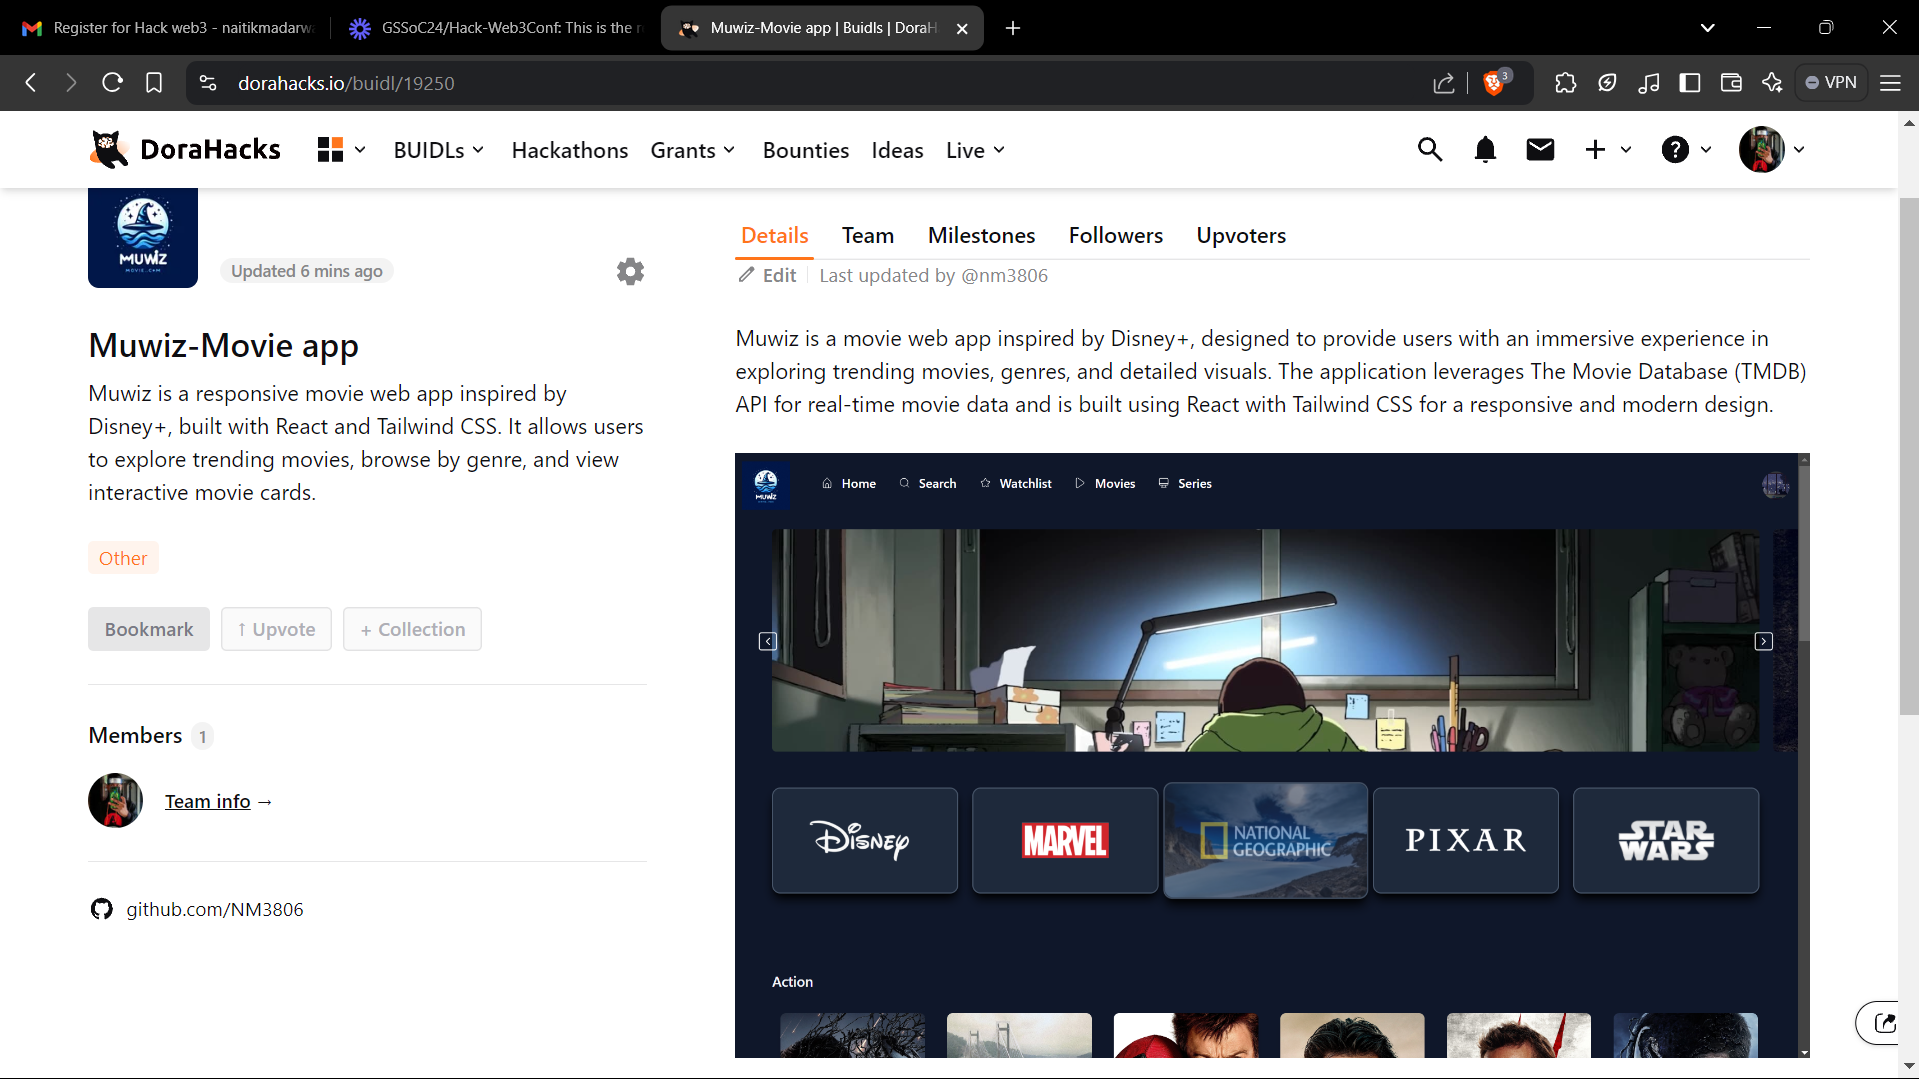 Register for Hack web3 - naitikmadarw
GSSoC24/Hack-Web3Conf: This is the r
Muwiz-Movie app | Buidls | DoraH
dorahacks.io/buidl/19250
3
VPN
DoraHacks
BUIDLs
Hackathons
Grants
Bounties
Ideas
Live
MUWIZ
Updated 6 mins ago
Muwiz-Movie app
Muwiz is a responsive movie web app inspired by
Disney+, built with React and Tailwind CSS. It allows users
to explore trending movies, browse by genre, and view
interactive movie cards.
Other
Bookmark
↑ Upvote
+ Collection
Members 1
Team info →
github.com/NM3806
Details
Team
Milestones
Followers
Upvoters
Edit
Last updated by @nm3806
Muwiz is a movie web app inspired by Disney+, designed to provide users with an immersive experience in
exploring trending movies, genres, and detailed visuals. The application leverages The Movie Database (TMDB)
API for real-time movie data and is built using React with Tailwind CSS for a responsive and modern design.
MUWIZ
Home
Search
Watchlist
Movies
Series
Disney
MARVEL
NATIONAL
GEOGRAPHIC
PIXAR
STAR
WARS
Action